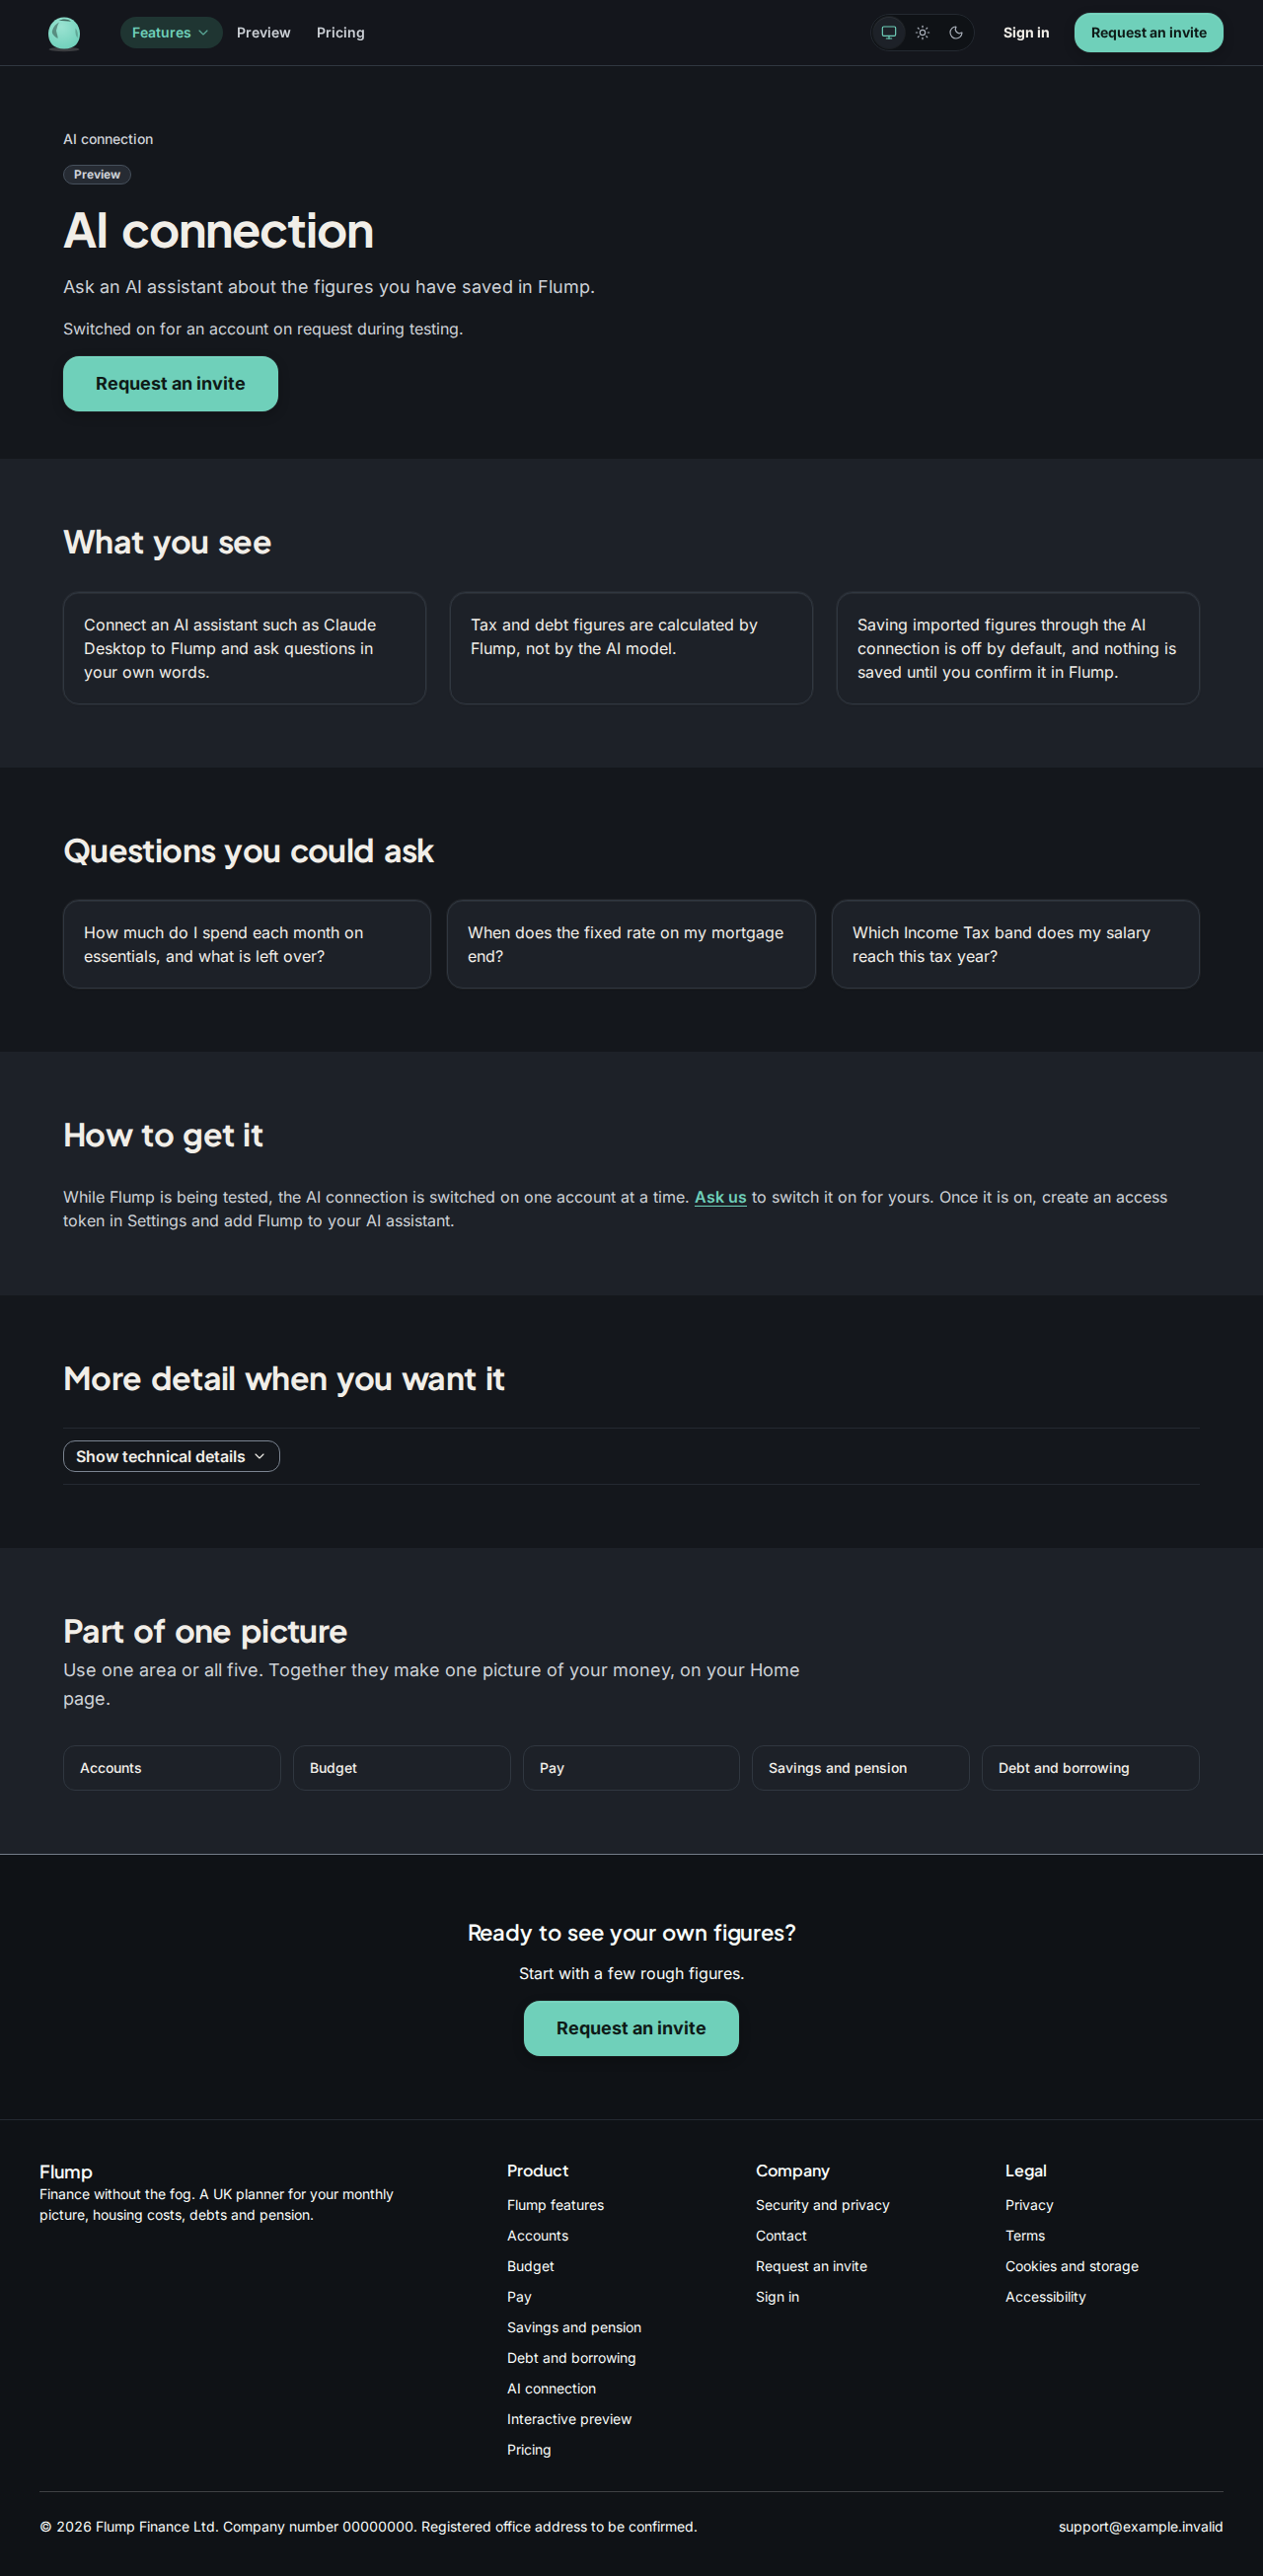 Features
Preview
Pricing
Sign in
Request an invite
AI connection
Preview
AI connection
Ask an AI assistant about the figures you have saved in Flump.
Switched on for an account on request during testing.
Request an invite
What you see
Connect an AI assistant such as Claude
Desktop to Flump and ask questions in
your own words.
Tax and debt figures are calculated by
Flump, not by the AI model.
Saving imported figures through the AI
connection is off by default, and nothing is
saved until you confirm it in Flump.
Questions you could ask
How much do I spend each month on
essentials, and what is left over?
When does the fixed rate on my mortgage
end?
Which Income Tax band does my salary
reach this tax year?
How to get it
While Flump is being tested, the AI connection is switched on one account at a time. Ask us to switch it on for yours. Once it is on, create an access
token in Settings and add Flump to your AI assistant.
More detail when you want it
Show technical details
Part of one picture
Use one area or all five. Together they make one picture of your money, on your Home
page.
Accounts
Budget
Pay
Savings and pension
Debt and borrowing
Ready to see your own figures?
Start with a few rough figures.
Request an invite
Flump
Finance without the fog. A UK planner for your monthly
picture, housing costs, debts and pension.
Product
Flump features
Accounts
Budget
Pay
Savings and pension
Debt and borrowing
AI connection
Interactive preview
Pricing
Company
Security and privacy
Contact
Request an invite
Sign in
Legal
Privacy
Terms
Cookies and storage
Accessibility
© 2026 Flump Finance Ltd. Company number 00000000. Registered office address to be confirmed.
support@example.invalid